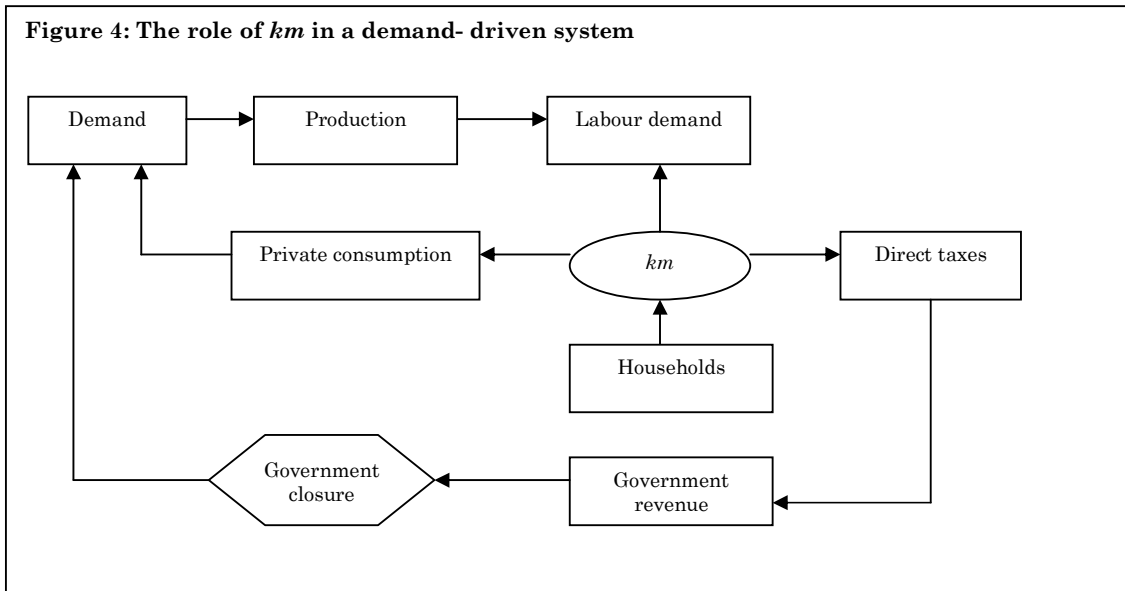 Figure 4: The role of km in a demand- driven system
Demand
Production
Labour demand
Private consumption
km
Direct taxes
Households
Government
closure
Government
revenue